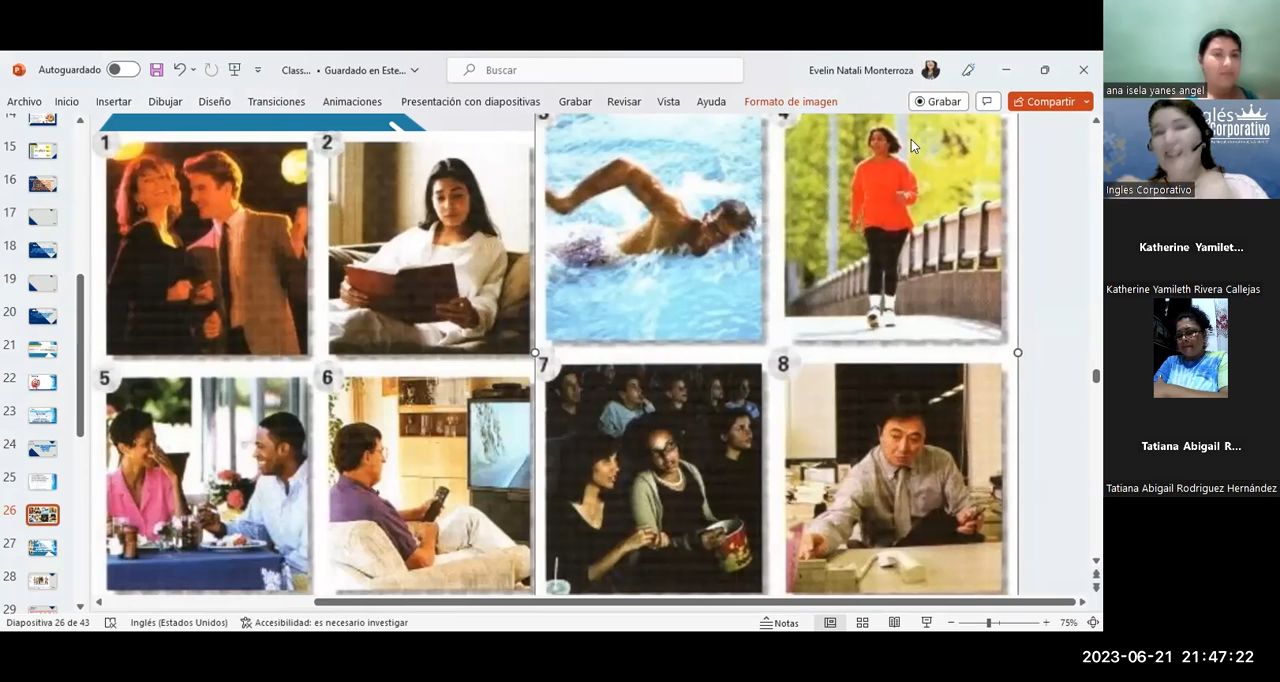 Autoguardado
Class... • Guardado en Este...
Buscar
Evelin Natali Monterroza
Archivo Inicio Insertar Dibujar Diseño Transiciones Animaciones Presentación con diapositivas Grabar Revisar Vista Ayuda Formato de imagen
Grabar
Compartir
15
16
17
18
19
20
21
22
23
24
25
26
27
28
29
1
2
4
5
6
7
8
Diapositiva 26 de 43
Inglés (Estados Unidos)
Accesibilidad: es necesario investigar
Notas
75%
ana isela yanes angel
Corporativo
Ingles Corporativo
Katherine Yamilet...
Katherine Yamileth Rivera Callejas
Tatiana Abigail R...
Tatiana Abigail Rodriguez Hernández
2023-06-21 21:47:22